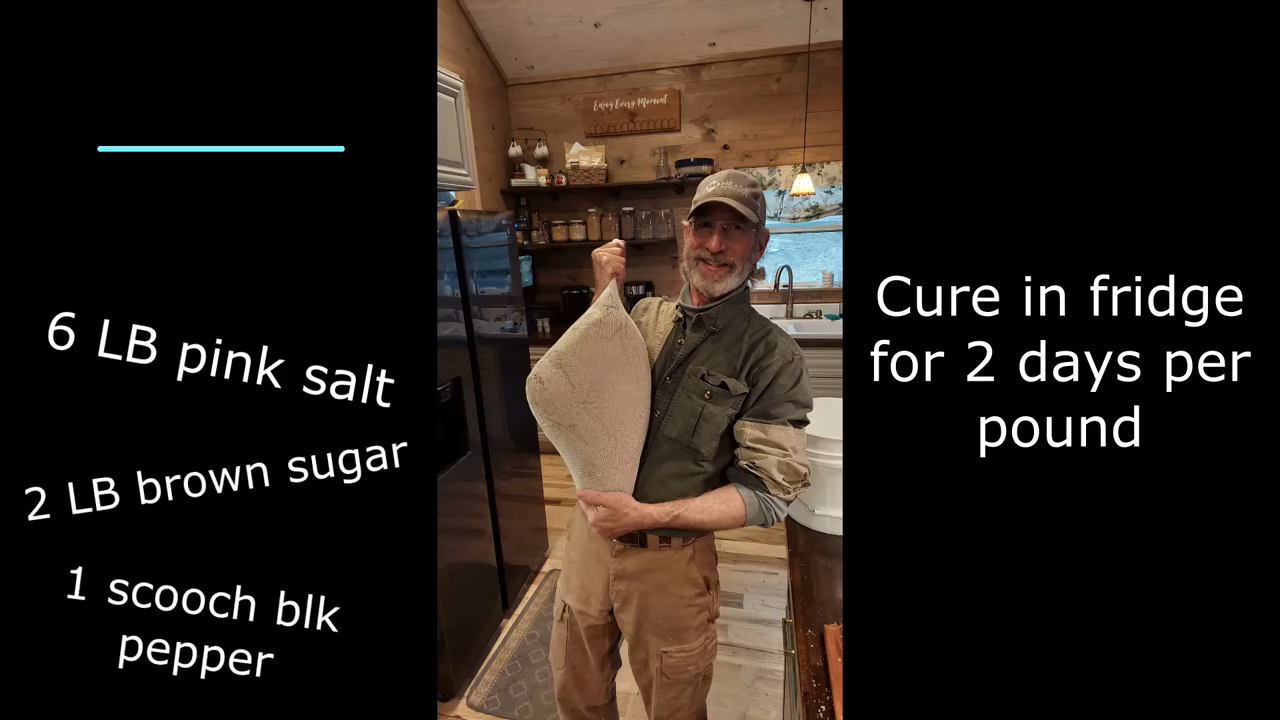 6 LB pink salt
2 LB brown sugar
1 scooch blk
pepper
Enjoy Every Moment
Cure in fridge
for 2 days per
pound